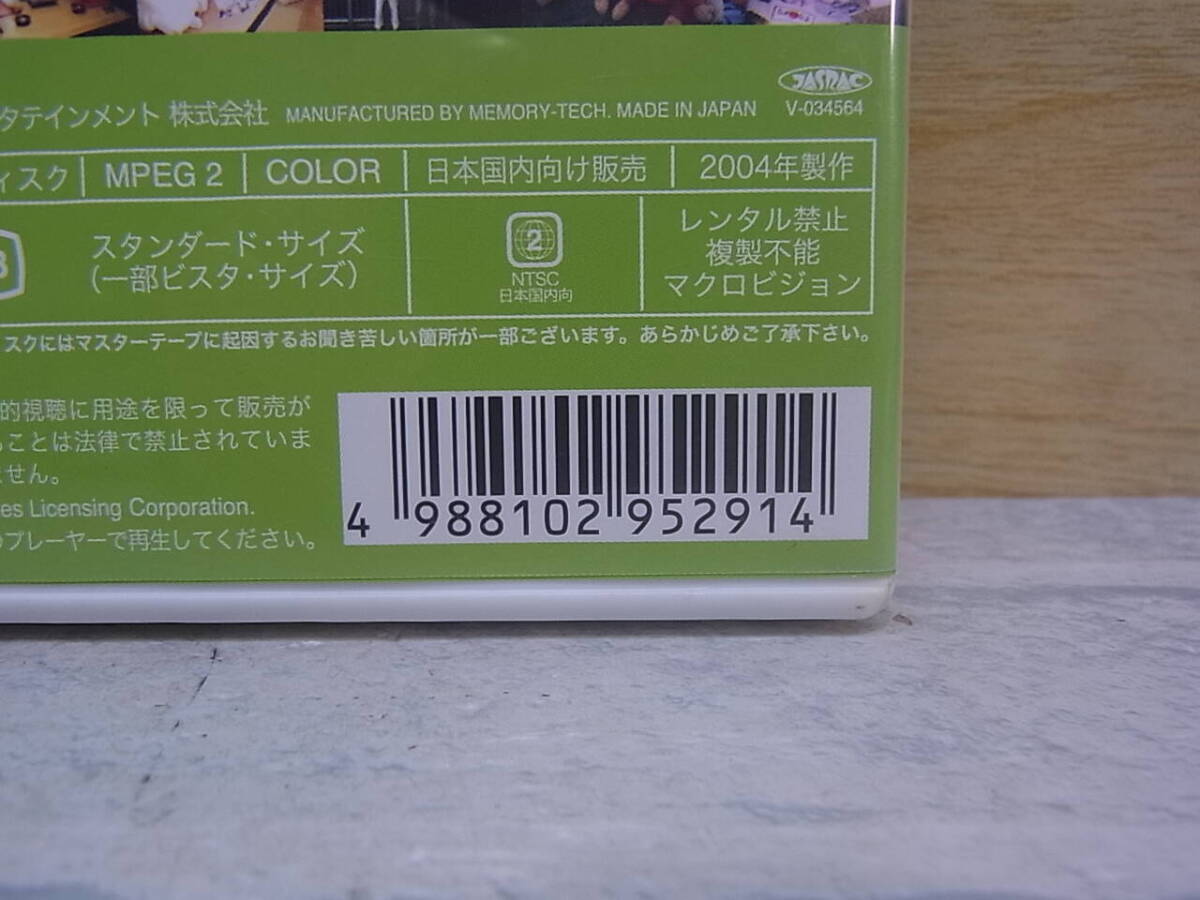 JASRAC
タテインメント 株式会社 MANUFACTURED BY MEMORY-TECH. MADE IN JAPAN V-034564
ィスク MPEG 2 COLOR 日本国内向け販売 2004年製作
3
スタンダード・サイズ
(一部ビスタ・サイズ)
2
NTSC
日本国内向
レンタル禁止
複製不能
マクロビジョン
スクにはマスターテープに起因するお聞き苦しい箇所が一部ございます。あらかじめご了承下さい。
的視聴に用途を限って販売が
ことは法律で禁止されていま
せん。
es Licensing Corporation.
プレーヤーで再生してください。
4 988102 952914